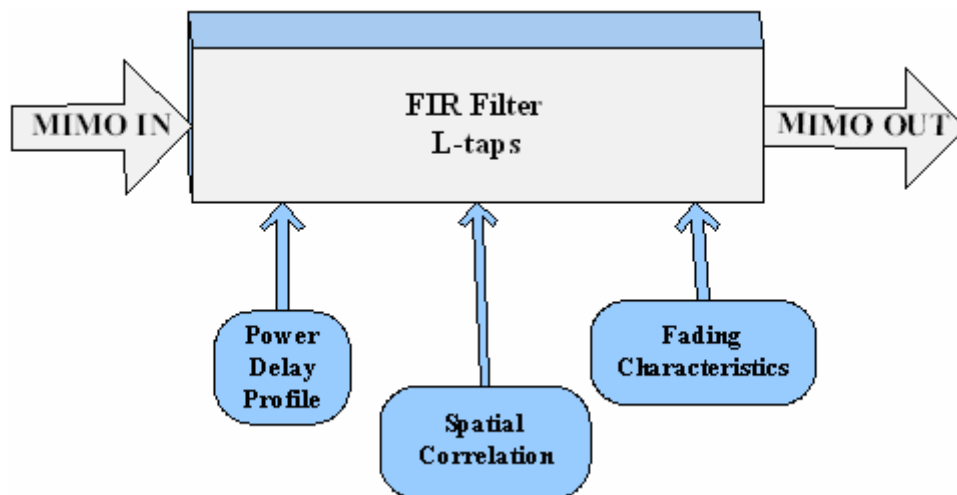 FIR Filter
L-taps
MIMO IN
MIMO OUT
Power
Delay
Profile
Spatial
Correlation
Fading
Characteristics